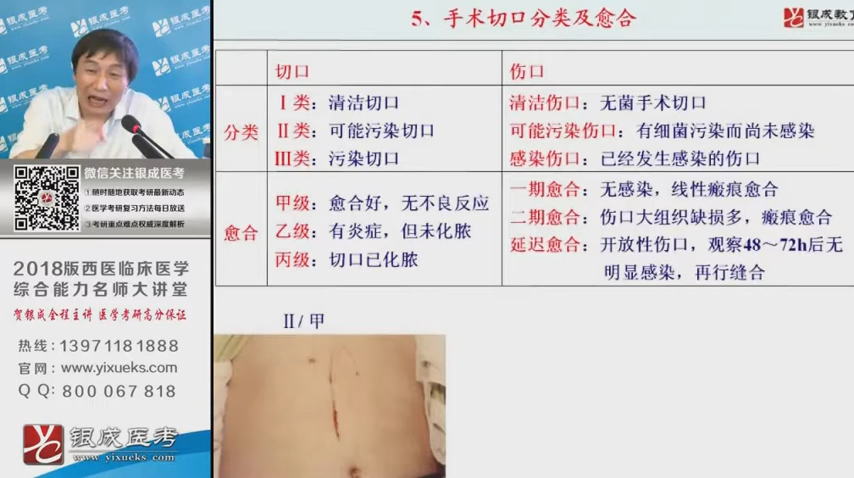 银成医考
5、手术切口分类及愈合
银成教育
www.yixueks.com
切口
伤口
分类
Ⅰ类：清洁切口
Ⅱ类：可能污染切口
Ⅲ类：污染切口
清洁伤口：无菌手术切口
可能污染伤口：有细菌污染而尚未感染
感染伤口：已经发生感染的伤口
愈合
甲级：愈合好，无不良反应
乙级：有炎症，但未化脓
丙级：切口已化脓
一期愈合：无感染，线性瘢痕愈合
二期愈合：伤口大组织缺损多，瘢痕愈合
延迟愈合：开放性伤口，观察48～72h后无
明显感染，再行缝合
Ⅱ/ 甲
微信关注银成医考
①随时随地获取考研最新动态
②医学考研复习方法每日放送
③考研重点难点权威深度解析
2018版西医临床医学
综合能力名师大讲堂
贺银成全程主讲 医学考研高分保证
热线：13971181888
官网：www.yixueks.com
Q Q: 800 067 818
银成医考
www.yixueks.com